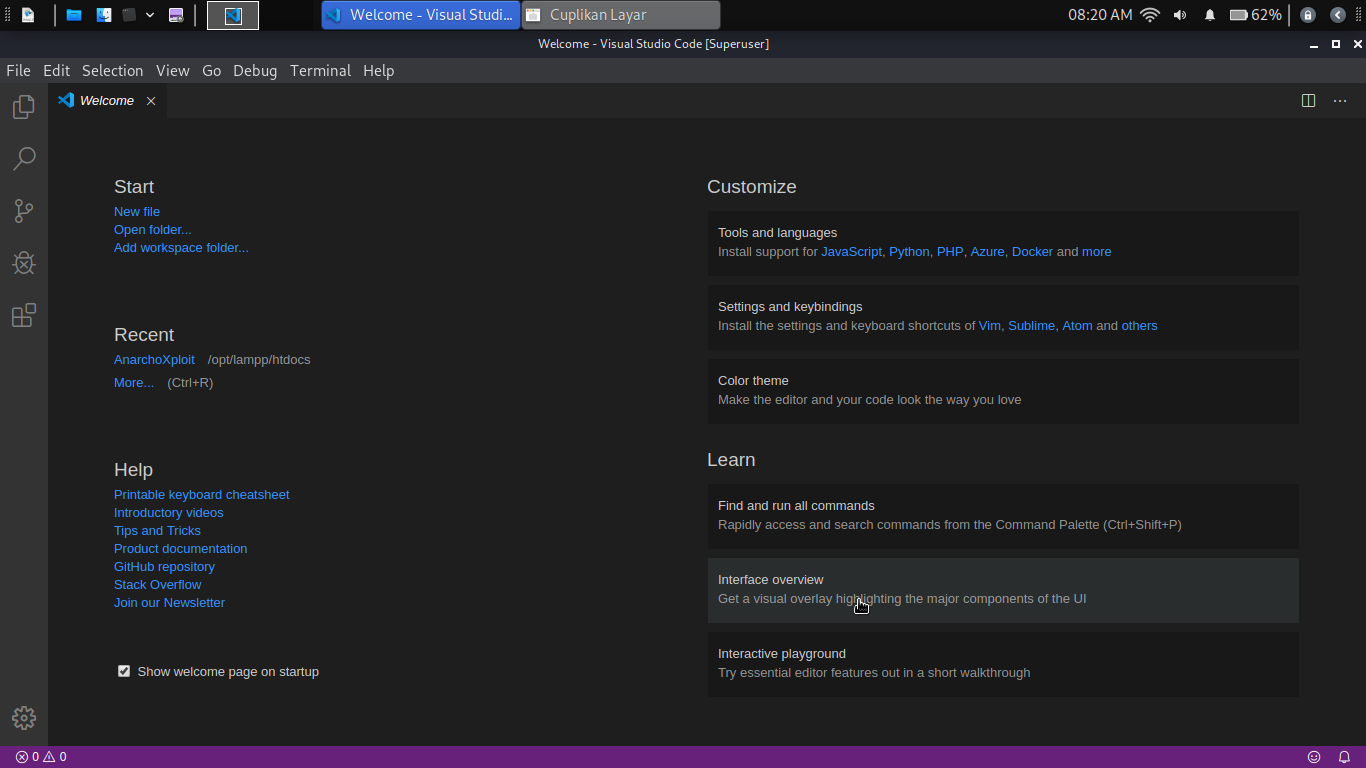 Welcome - Visual Studi...
Cuplikan Layar
08:20 AM
62%
Welcome - Visual Studio Code [Superuser]
File Edit Selection View Go Debug Terminal Help
Welcome
Start
New file
Open folder...
Add workspace folder...
Recent
AnarchoXploit /opt/lampp/htdocs
More... (Ctrl+R)
Help
Printable keyboard cheatsheet
Introductory videos
Tips and Tricks
Product documentation
GitHub repository
Stack Overflow
Join our Newsletter
Show welcome page on startup
Customize
Tools and languages
Install support for JavaScript, Python, PHP, Azure, Docker and more
Settings and keybindings
Install the settings and keyboard shortcuts of Vim, Sublime, Atom and others
Color theme
Make the editor and your code look the way you love
Learn
Find and run all commands
Rapidly access and search commands from the Command Palette (Ctrl+Shift+P)
Interface overview
Get a visual overlay highlighting the major components of the UI
Interactive playground
Try essential editor features out in a short walkthrough
0 0